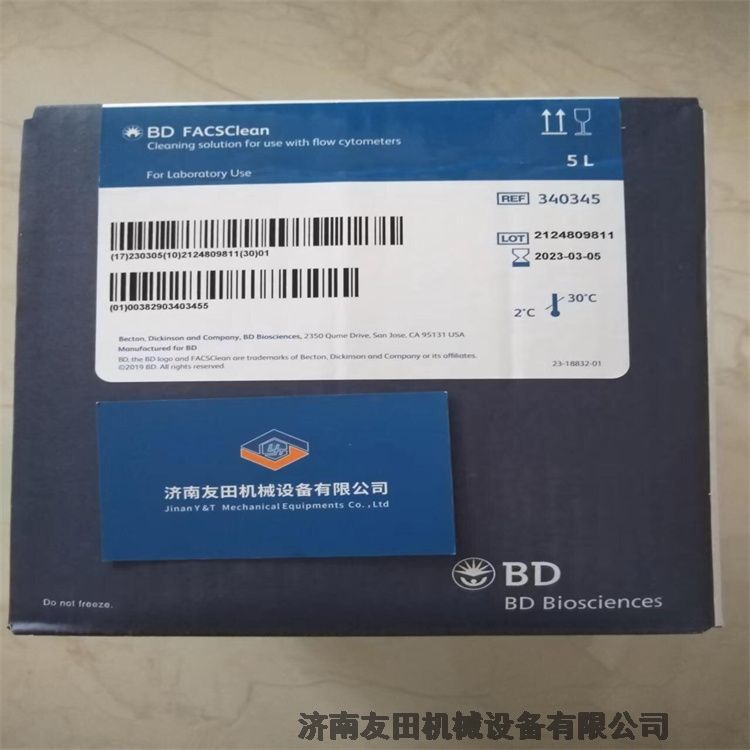 BD FACSClean
Cleaning solution for use with flow cytometers
5 L
For Laboratory Use
REF 340345
(17)230305(10)2124809811(30)01
LOT 2124809811
2023-03-05
(01)00382903403455
2°C 30°C
Becton, Dickinson and Company, BD Biosciences, 2350 Qume Drive, San Jose, CA 95131 USA
Manufactured for BD
BD, the BD logo and FACSClean are trademarks of Becton, Dickinson and Company or its affiliates.
©2019 BD. All rights reserved.
23-18832-01
济南友田机械设备有限公司
Jinan Y&T Mechanical Equipments Co.,Ltd
BD
BD Biosciences
Do not freeze.
济南友田机械设备有限公司